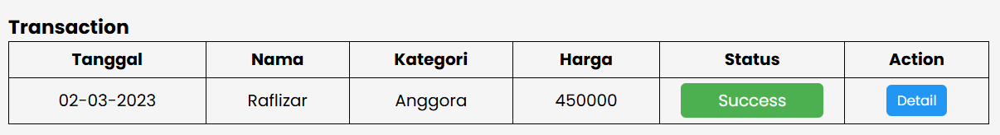 Transaction
Tanggal Nama Kategori Harga Status Action
02-03-2023 Raflizar Anggora 450000 Success Detail